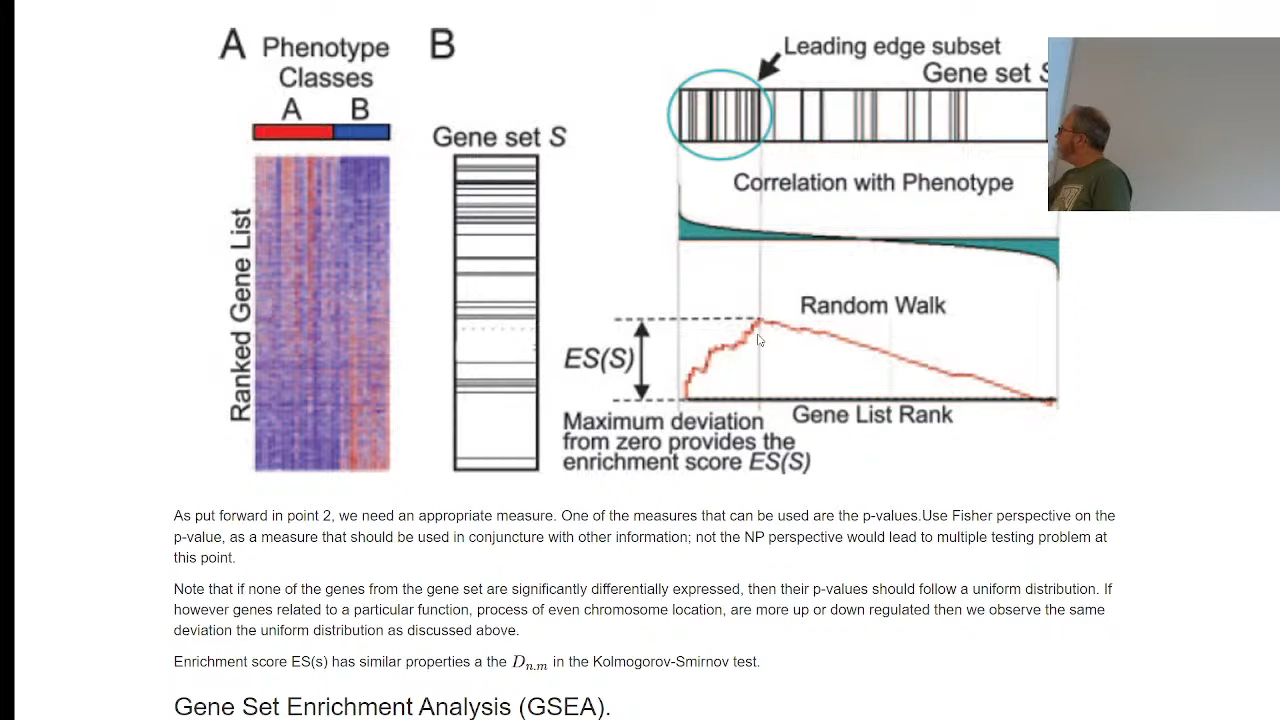 A
Phenotype
Classes
A B
Ranked Gene List
B
Gene set S
Leading edge subset
Gene set S
Correlation with Phenotype
Random Walk
ES(S)
Gene List Rank
Maximum deviation
from zero provides the
enrichment score ES(S)
As put forward in point 2, we need an appropriate measure. One of the measures that can be used are the p-values.Use Fisher perspective on the
p-value, as a measure that should be used in conjuncture with other information; not the NP perspective would lead to multiple testing problem at
this point.
Note that if none of the genes from the gene set are significantly differentially expressed, then their p-values should follow a uniform distribution. If
however genes related to a particular function, process of even chromosome location, are more up or down regulated then we observe the same
deviation the uniform distribution as discussed above.
Enrichment score ES(s) has similar properties a the Dn.m in the Kolmogorov-Smirnov test.
Gene Set Enrichment Analysis (GSEA).